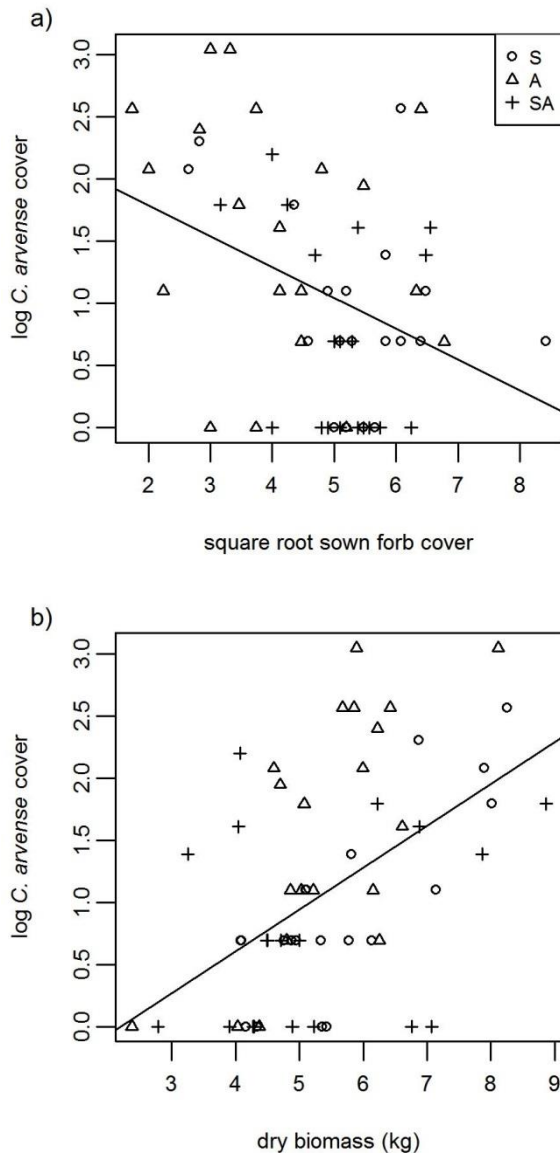 a)
S
A
SA
log C. arvense cover
0.0 0.5 1.0 1.5 2.0 2.5 3.0
2 3 4 5 6 7 8
square root sown forb cover
b)
log C. arvense cover
0.0 0.5 1.0 1.5 2.0 2.5 3.0
3 4 5 6 7 8 9
dry biomass (kg)